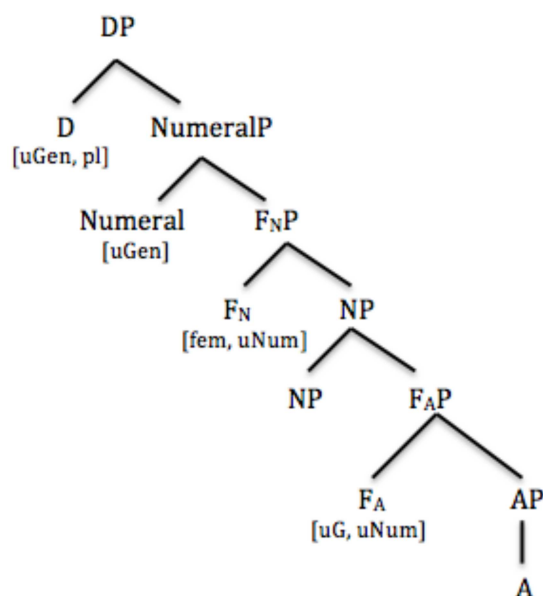 DP
D NumeralP
[uGen, pl]
Numeral FNP
[uGen]
FN NP
[fem, uNum]
NP FAP
FA AP
[uG, uNum]
A